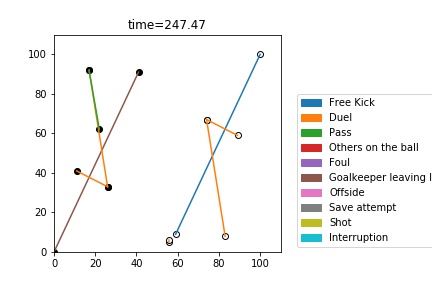 time=247.47
100
80
60
40
20
0
0 20 40 60 80 100
Free Kick
Duel
Pass
Others on the ball
Foul
Goalkeeper leaving l
Offside
Save attempt
Shot
Interruption